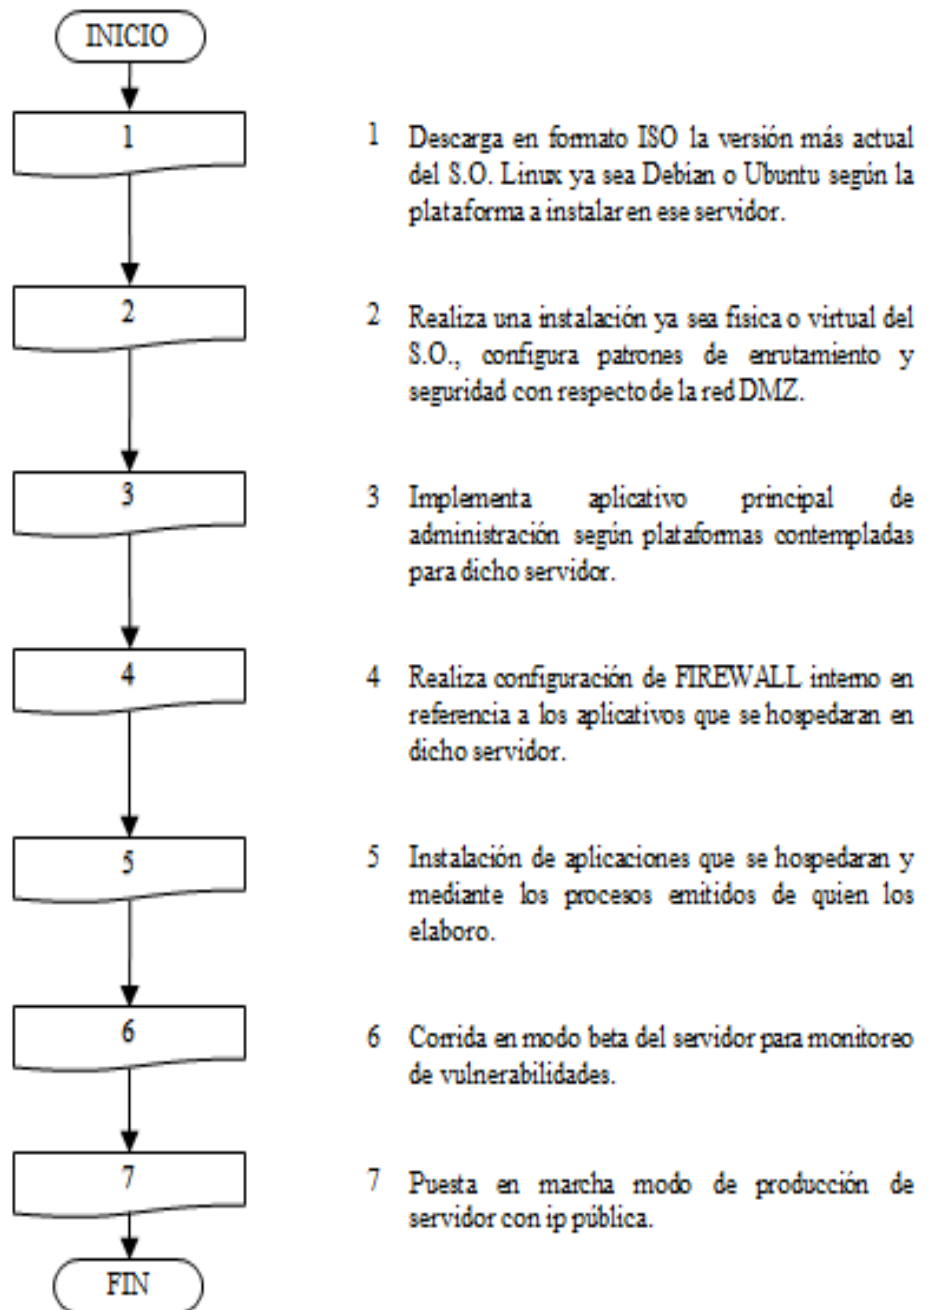 INICIO
1
1 Descarga en formato ISO la versión más actual
del S.O. Linux ya sea Debian o Ubuntu según la
plataforma a instalar en ese servidor.
2
2 Realiza una instalación ya sea fisica o virtual del
S.O., configura patrones de enrutamiento y
seguridad con respecto de la red DMZ.
3
3 Implementa aplicativo principal de
administración según plataformas contempladas
para dicho servidor.
4
4 Realiza configuración de FIREWALL interno en
referencia a los aplicativos que se hospedaran en
dicho servidor.
5
5 Instalación de aplicaciones que se hospedaran y
mediante los procesos emitidos de quien los
elaboro.
6
6 Corrida en modo beta del servidor para monitoreo
de vulnerabilidades.
7
7 Puesta en marcha modo de producción de
servidor con ip pública.
FIN